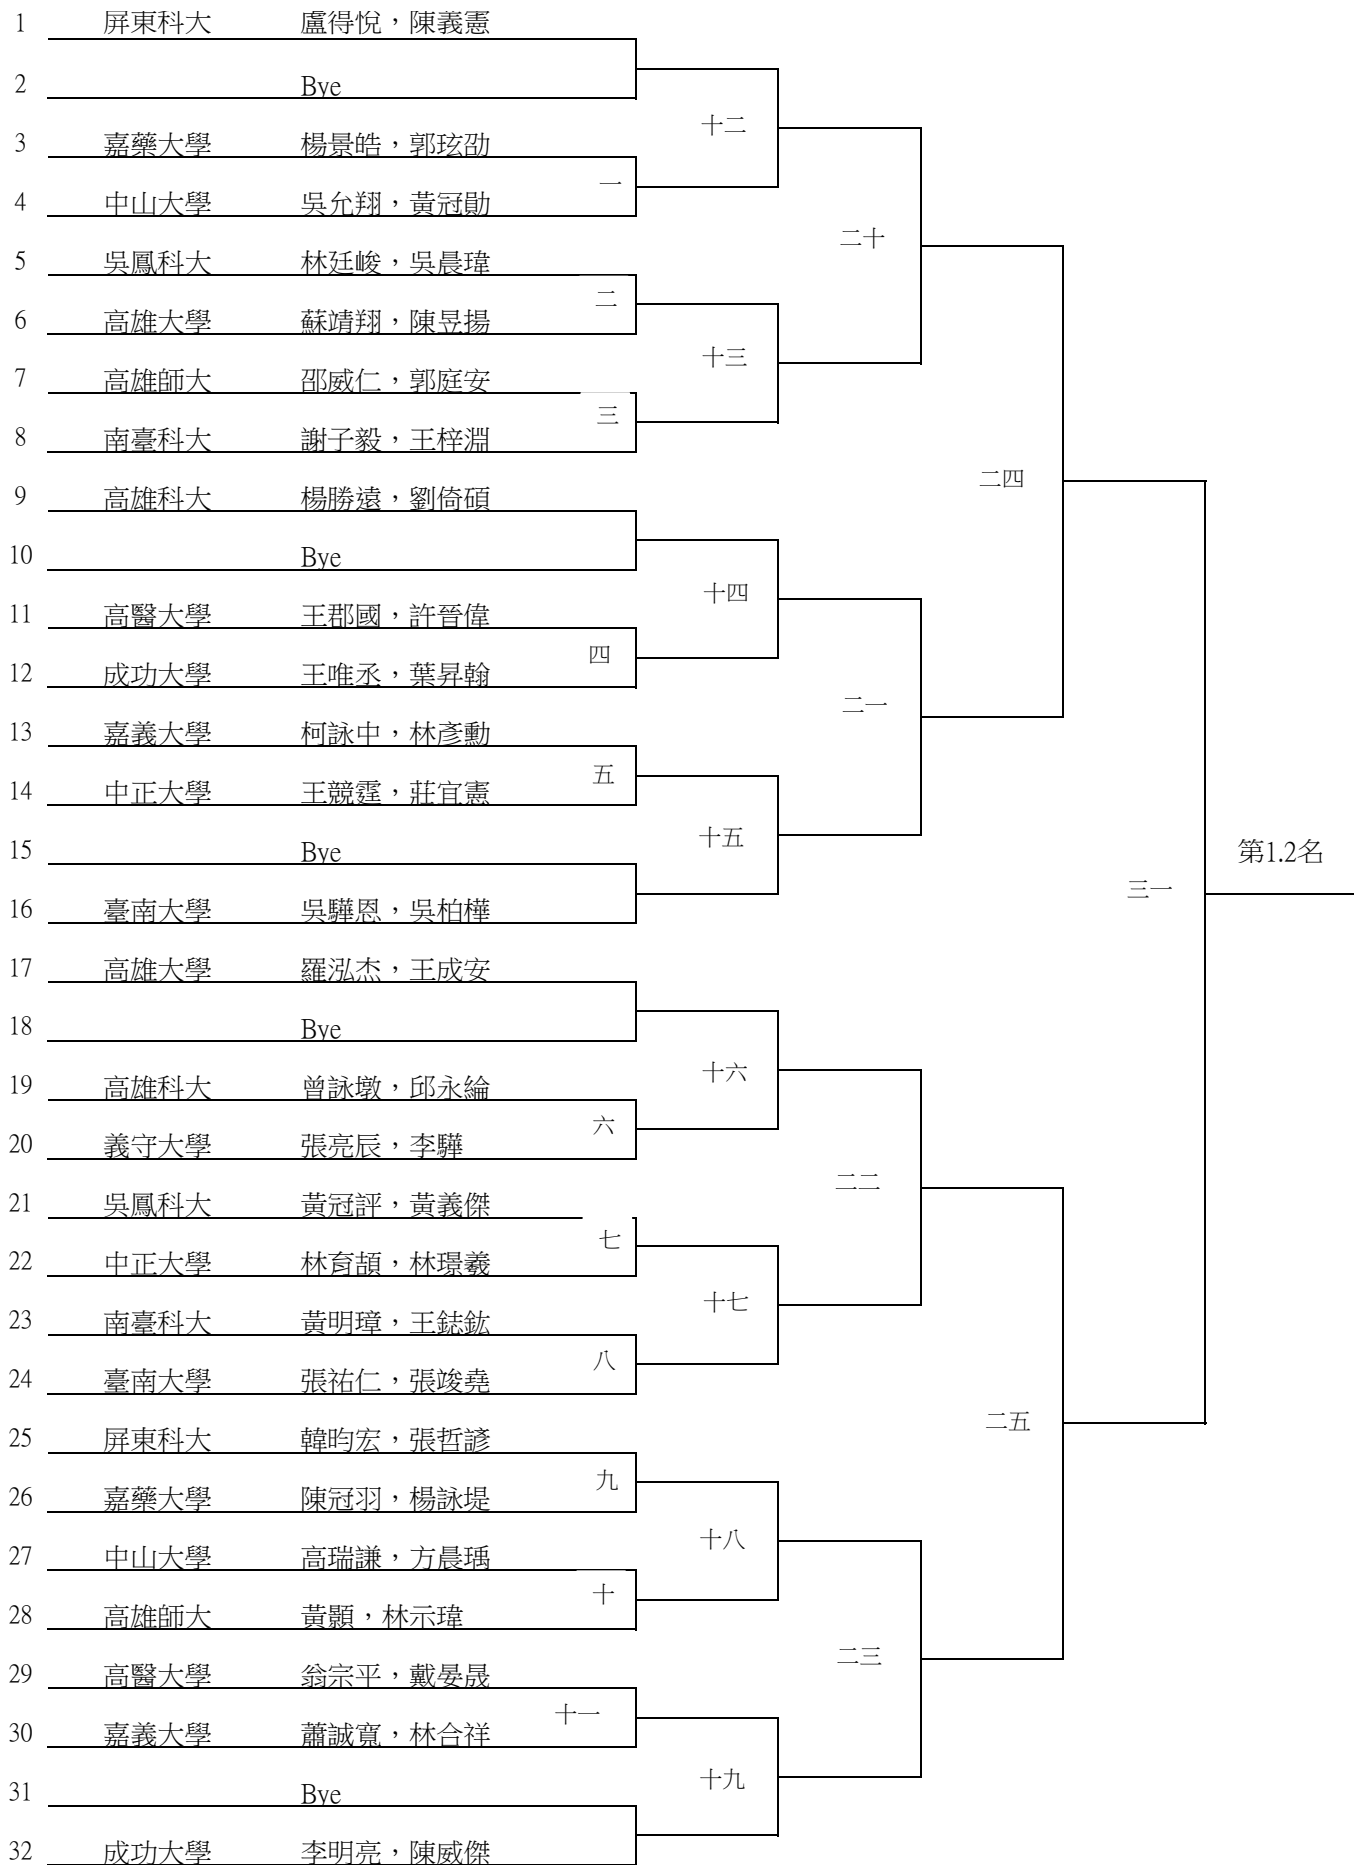 1 屏東科大 盧得悅，陳義憲
2 Bye
十二
3 嘉藥大學 楊景皓，郭玹劭
一
4 中山大學 吳允翔，黃冠勛
二十
5 吳鳳科大 林廷峻，吳晨瑋
二
6 高雄大學 蘇靖翔，陳昱揚
十三
7 高雄師大 邵威仁，郭庭安
三
8 南臺科大 謝子毅，王梓淵
二四
9 高雄科大 楊勝遠，劉倚碩
10 Bye
十四
11 高醫大學 王郡國，許晉偉
四
12 成功大學 王唯丞，葉昇翰
二一
13 嘉義大學 柯詠中，林彥勳
五
14 中正大學 王競霆，莊宜憲
十五
15 Bye
第1.2名
三一
16 臺南大學 吳驊恩，吳柏樺
17 高雄大學 羅泓杰，王成安
18 Bye
十六
19 高雄科大 曾詠墩，邱永綸
六
20 義守大學 張亮辰，李驊
二二
21 吳鳳科大 黃冠評，黃義傑
七
22 中正大學 林育頡，林璟羲
十七
23 南臺科大 黃明璋，王鋕鈜
八
24 臺南大學 張祐仁，張竣堯
二五
25 屏東科大 韓昀宏，張哲諺
九
26 嘉藥大學 陳冠羽，楊詠堤
十八
27 中山大學 高瑞謙，方晨瑀
十
28 高雄師大 黃顥，林示瑋
二三
29 高醫大學 翁宗平，戴晏晟
十一
30 嘉義大學 蕭誠寬，林合祥
十九
31 Bye
32 成功大學 李明亮，陳威傑